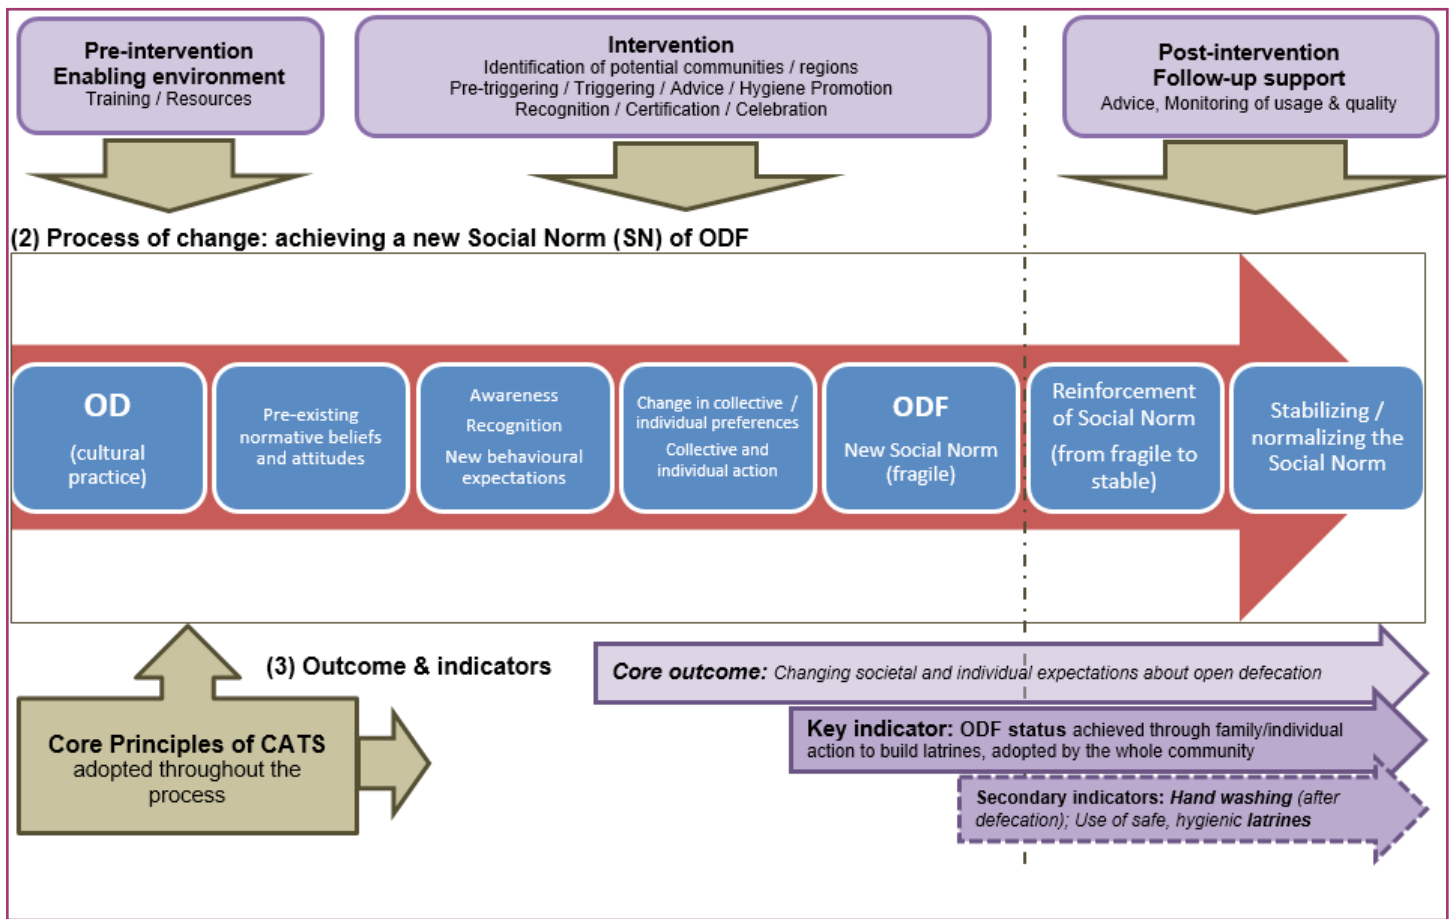 Pre-intervention
Enabling environment
Training / Resources
Intervention
Identification of potential communities / regions
Pre-triggering / Triggering / Advice / Hygiene Promotion
Recognition / Certification / Celebration
Post-intervention
Follow-up support
Advice, Monitoring of usage & quality
(2) Process of change: achieving a new Social Norm (SN) of ODF
OD
(cultural
practice)
Pre-existing
normative beliefs
and attitudes
Awareness
Recognition
New behavioural
expectations
Change in collective /
individual preferences
Collective and
individual action
ODF
New Social Norm
(fragile)
Reinforcement
of Social Norm
(from fragile to
stable)
Stabilizing /
normalizing the
Social Norm
(3) Outcome & indicators
Core Principles of CATS
adopted throughout the
process
Core outcome: Changing societal and individual expectations about open defecation
Key indicator: ODF status achieved through family/individual
action to build latrines, adopted by the whole community
Secondary indicators: Hand washing (after
defecation); Use of safe, hygienic latrines